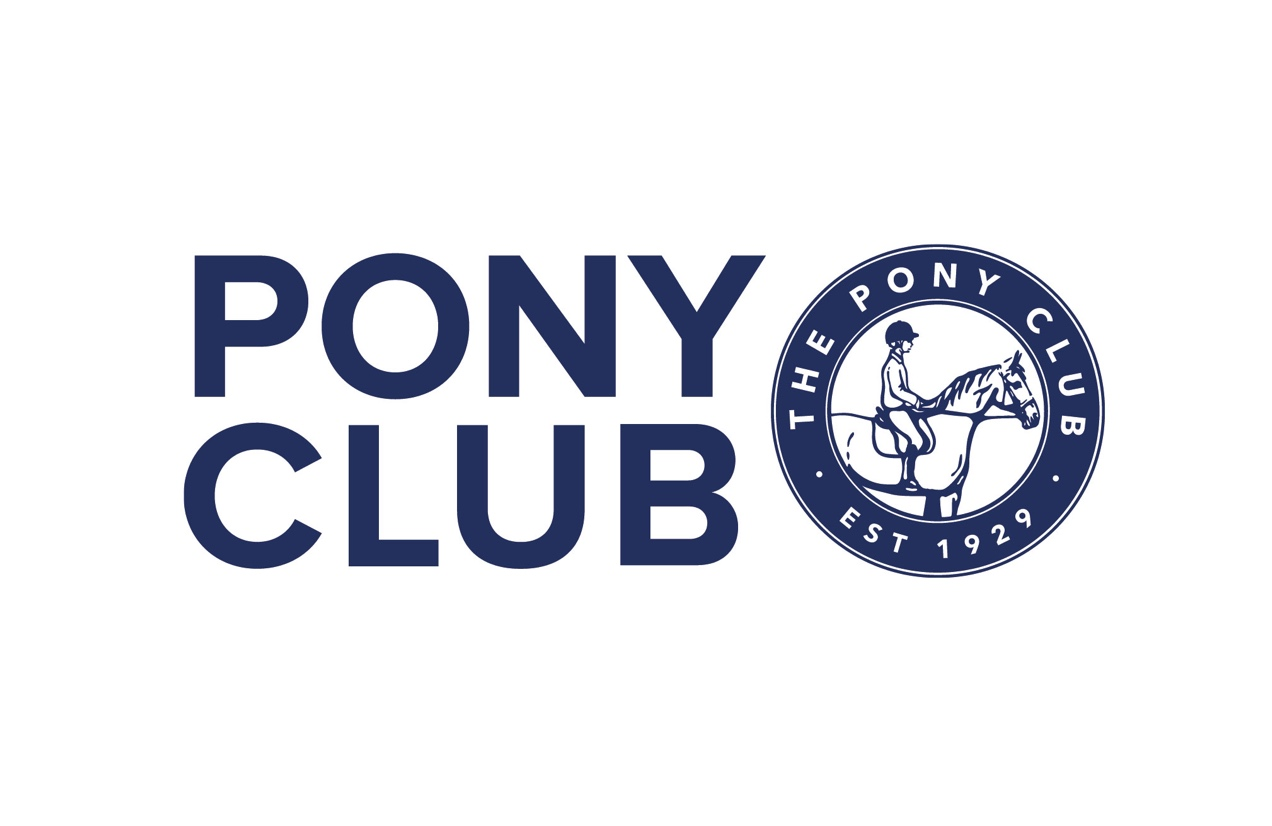 PONY
CLUB
THE PONY CLUB
· EST 1929 ·